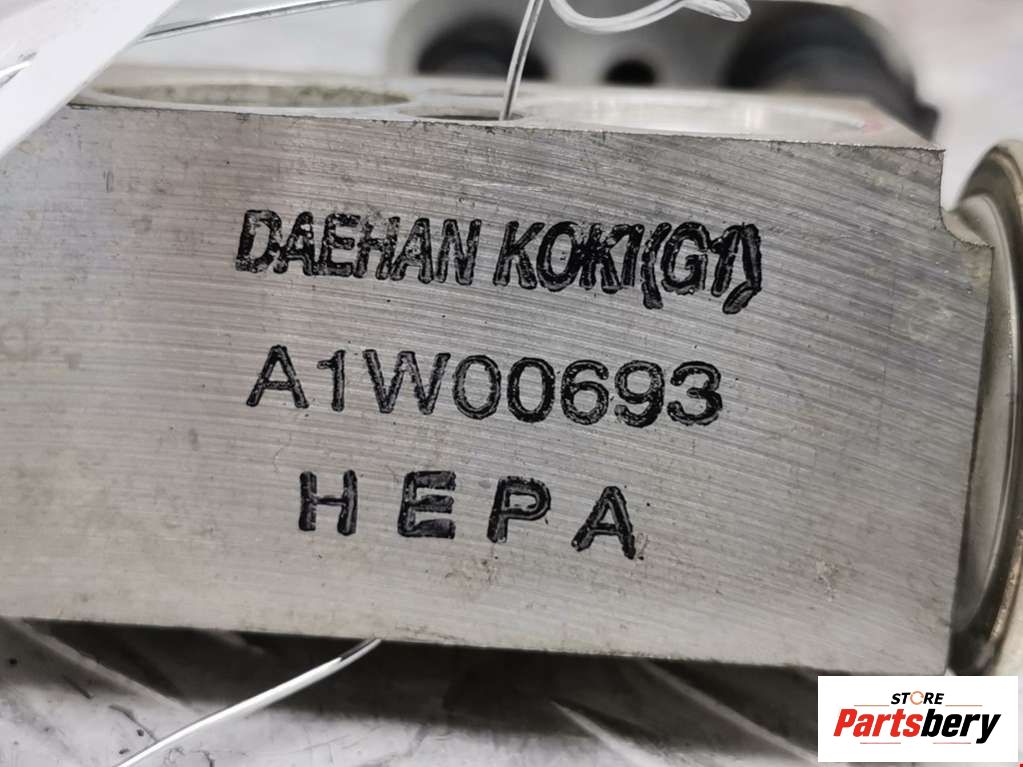 DAEHAN KOKI(G1)
A1W00693
HEPA
STORE
Partsbery